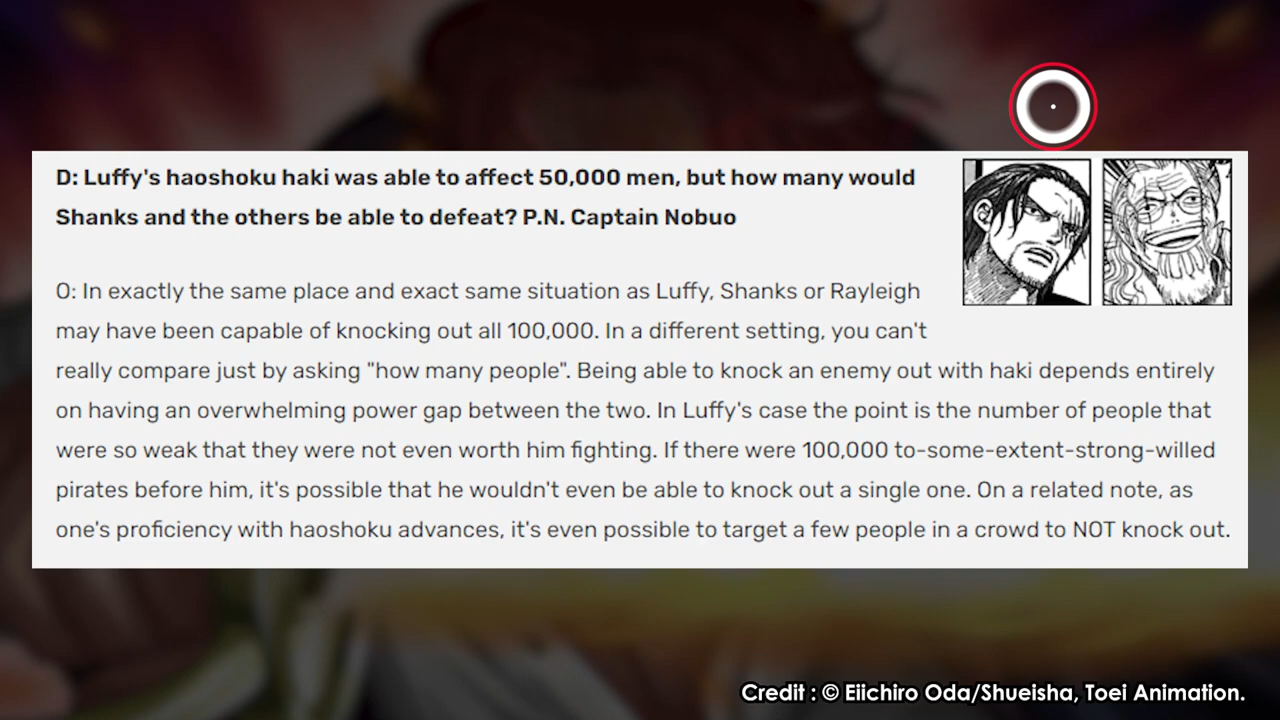 D: Luffy's haoshoku haki was able to affect 50,000 men, but how many would
Shanks and the others be able to defeat? P.N. Captain Nobuo
O: In exactly the same place and exact same situation as Luffy, Shanks or Rayleigh
may have been capable of knocking out all 100,000. In a different setting, you can't
really compare just by asking "how many people". Being able to knock an enemy out with haki depends entirely
on having an overwhelming power gap between the two. In Luffy's case the point is the number of people that
were so weak that they were not even worth him fighting. If there were 100,000 to-some-extent-strong-willed
pirates before him, it's possible that he wouldn't even be able to knock out a single one. On a related note, as
one's proficiency with haoshoku advances, it's even possible to target a few people in a crowd to NOT knock out.
Credit : © Eiichiro Oda/Shueisha, Toei Animation.